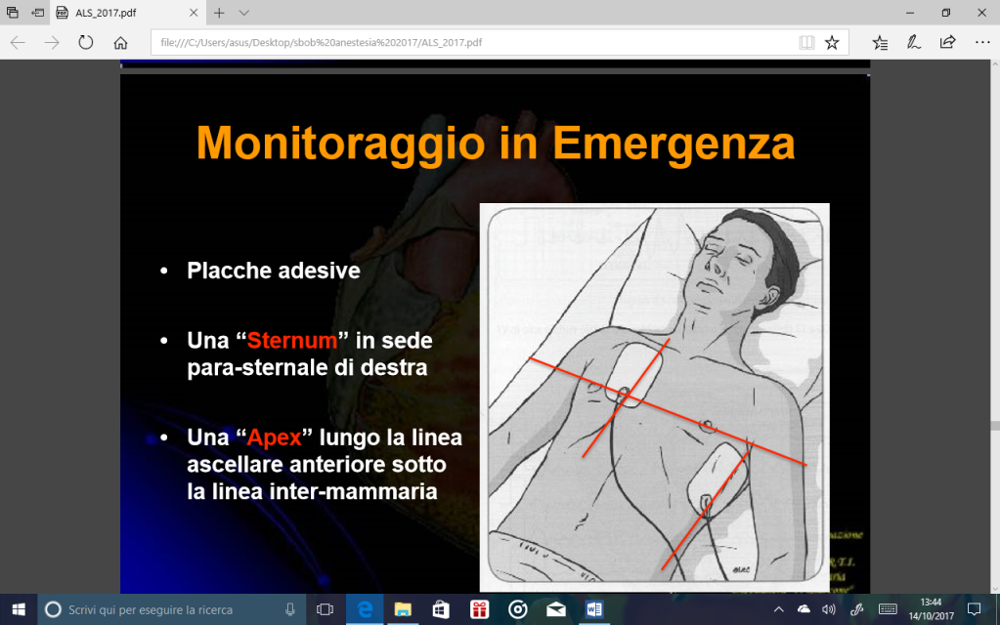 ALS_2017.pdf
file:///C:/Users/asus/Desktop/sbob%20anestesia%202017/ALS_2017.pdf
Monitoraggio in Emergenza
• Placche adesive
• Una “Sternum” in sede
para-sternale di destra
• Una “Apex” lungo la linea
ascellare anteriore sotto
la linea inter-mammaria
Scrivi qui per eseguire la ricerca
13:44
14/10/2017